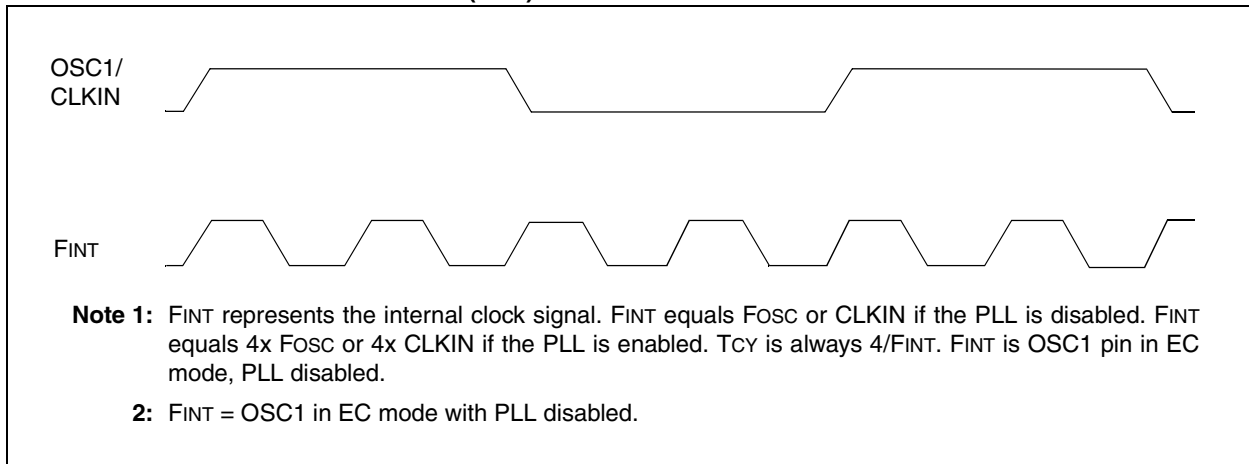 OSC1/
CLKIN
FINT
Note 1: FINT represents the internal clock signal. FINT equals FOSC or CLKIN if the PLL is disabled. FINT
equals 4x FOSC or 4x CLKIN if the PLL is enabled. TCY is always 4/FINT. FINT is OSC1 pin in EC
mode, PLL disabled.
2: FINT = OSC1 in EC mode with PLL disabled.